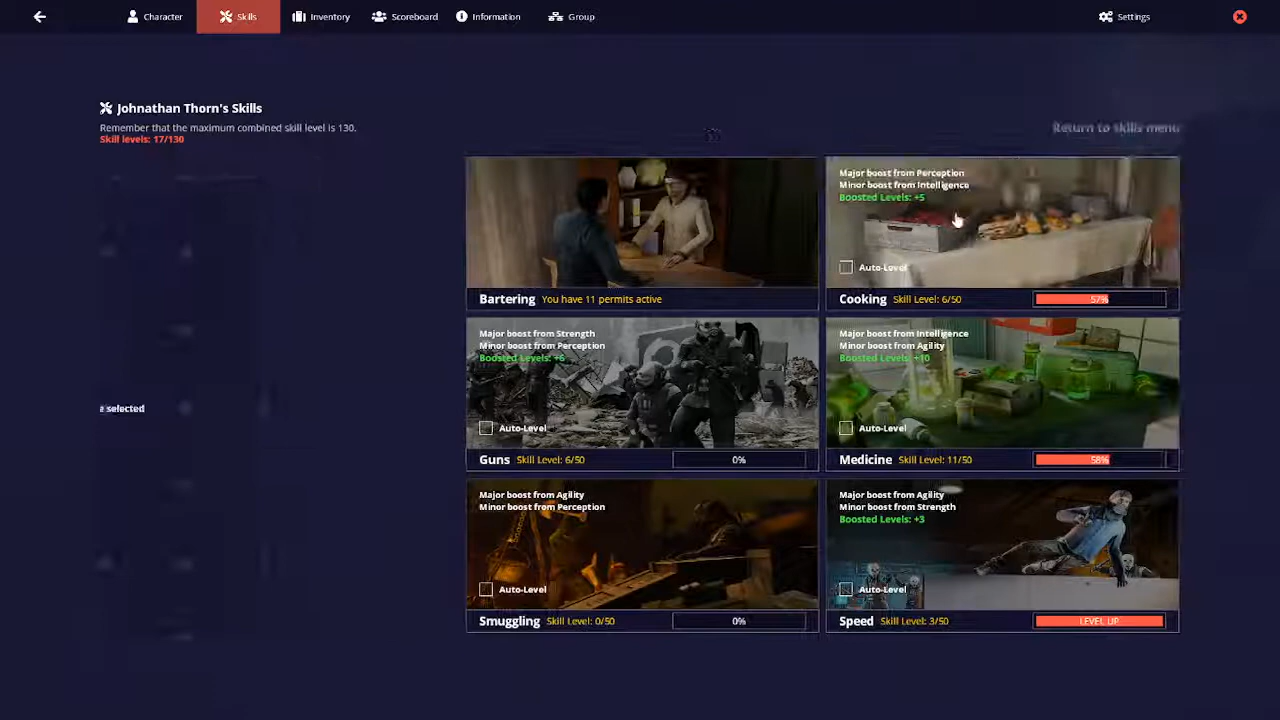 Character
Skills
Inventory
Scoreboard
Information
Group
Settings
Johnathan Thorn's Skills
Remember that the maximum combined skill level is 130.
Skill levels: 17/130
Return to skills menu
Bartering You have 11 permits active
Major boost from Perception
Minor boost from Intelligence
Boosted Levels: +5
Auto-Level
Cooking Skill Level: 6/50 57%
Major boost from Strength
Minor boost from Perception
Boosted Levels: +6
Auto-Level
Guns Skill Level: 6/50 0%
Major boost from Intelligence
Minor boost from Agility
Boosted Levels: +10
Auto-Level
Medicine Skill Level: 11/50 58%
Major boost from Agility
Minor boost from Perception
Auto-Level
Smuggling Skill Level: 0/50 0%
Major boost from Agility
Minor boost from Strength
Boosted Levels: +3
Auto-Level
Speed Skill Level: 3/50 LEVEL UP
selected